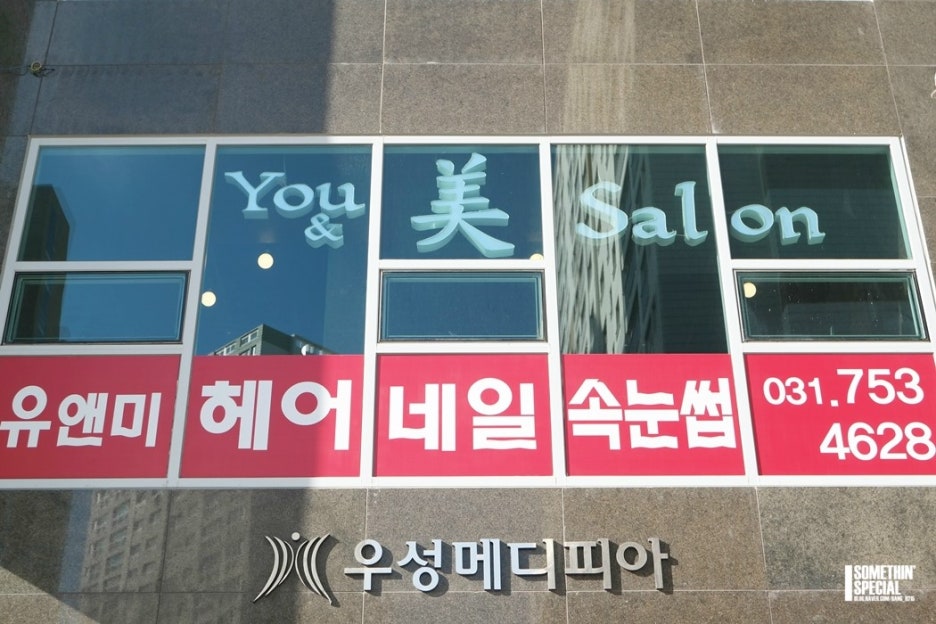 You & 美 Salon
유앤미 헤어 네일 속눈썹 031.753
4628
우성메디피아
SOMETHIN'
SPECIAL